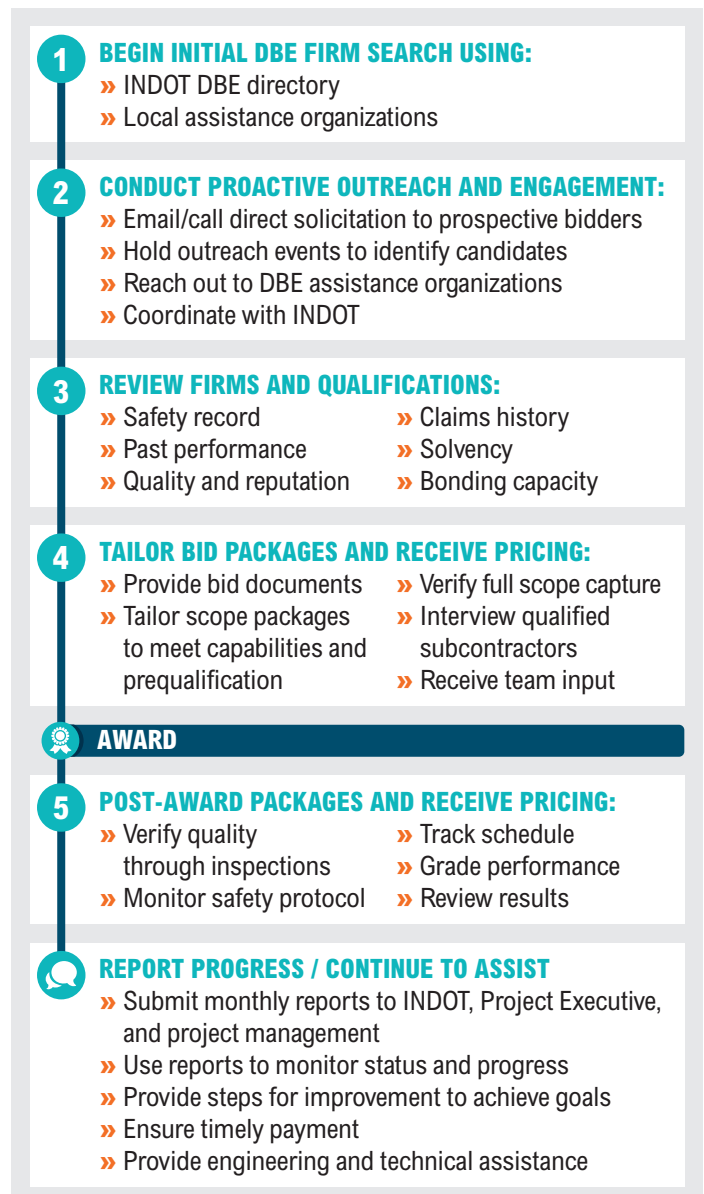 1
BEGIN INITIAL DBE FIRM SEARCH USING:
» INDOT DBE directory
» Local assistance organizations
2
CONDUCT PROACTIVE OUTREACH AND ENGAGEMENT:
» Email/call direct solicitation to prospective bidders
» Hold outreach events to identify candidates
» Reach out to DBE assistance organizations
» Coordinate with INDOT
3
REVIEW FIRMS AND QUALIFICATIONS:
» Safety record
» Past performance
» Quality and reputation
» Claims history
» Solvency
» Bonding capacity
4
TAILOR BID PACKAGES AND RECEIVE PRICING:
» Provide bid documents
» Tailor scope packages
to meet capabilities and
prequalification
» Verify full scope capture
» Interview qualified
subcontractors
» Receive team input
AWARD
5
POST-AWARD PACKAGES AND RECEIVE PRICING:
» Verify quality
through inspections
» Monitor safety protocol
» Track schedule
» Grade performance
» Review results
REPORT PROGRESS / CONTINUE TO ASSIST
» Submit monthly reports to INDOT, Project Executive,
and project management
» Use reports to monitor status and progress
» Provide steps for improvement to achieve goals
» Ensure timely payment
» Provide engineering and technical assistance